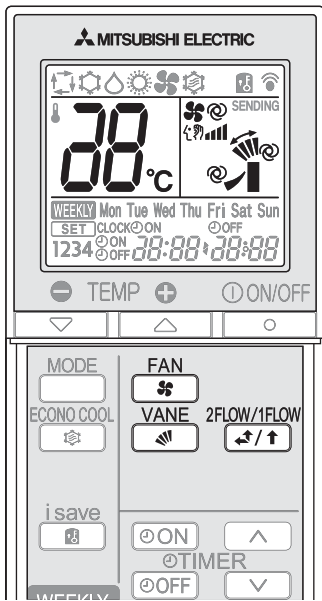 MITSUBISHI ELECTRIC
SENDING
88 °C
WEEKLY Mon Tue Wed Thu Fri Sat Sun
SET CLOCK ON OFF
1234 ON OFF 88:88 88:88
TEMP ON/OFF
MODE FAN
ECONO COOL VANE 2FLOW/1FLOW
i save
ON
TIMER
OFF
WEEKLY